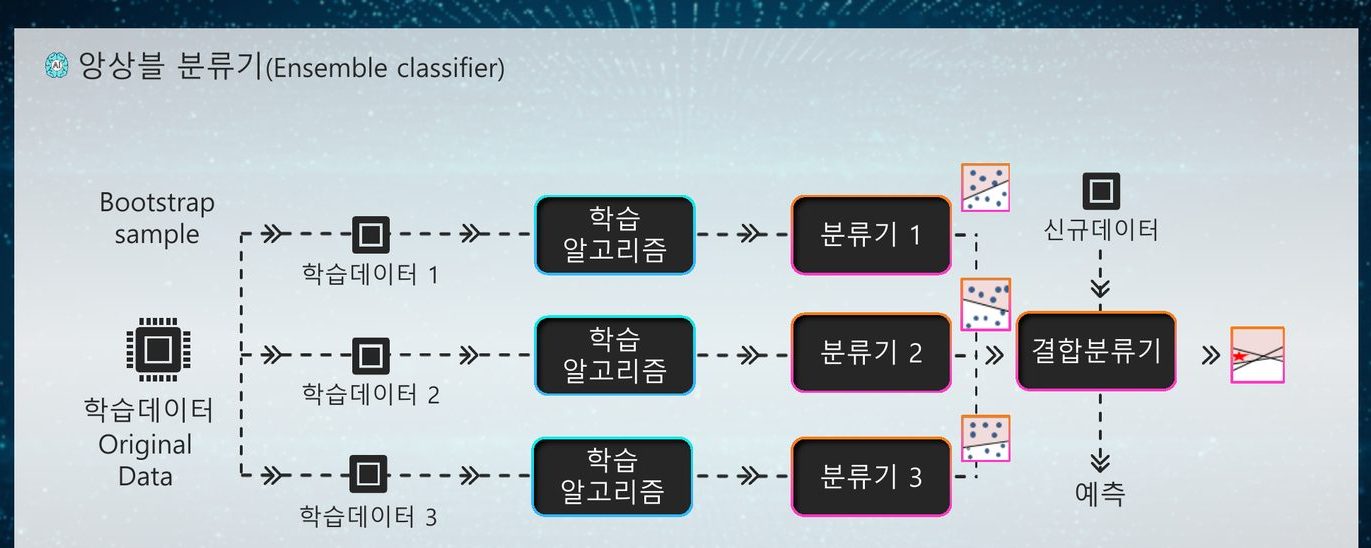 AI
앙상블 분류기(Ensemble classifier)
Bootstrap
sample
학습데이터
Original
Data
학습데이터 1
학습
알고리즘
분류기 1
학습데이터 2
학습
알고리즘
분류기 2
학습데이터 3
학습
알고리즘
분류기 3
신규데이터
결합분류기
예측